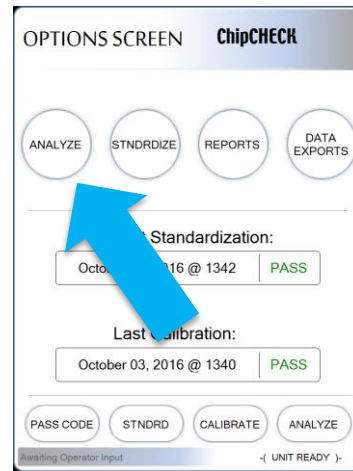 OPTIONS SCREEN ChipCHECK
ANALYZE STNDRDIZE REPORTS DATA EXPORTS
Standardization:
16 @ 1342 PASS
Last
October 03, 2016 @ 1340 PASS
PASS CODE STNDRD CALIBRATE ANALYZE
Awaiting Operator Input -( UNIT READY )-